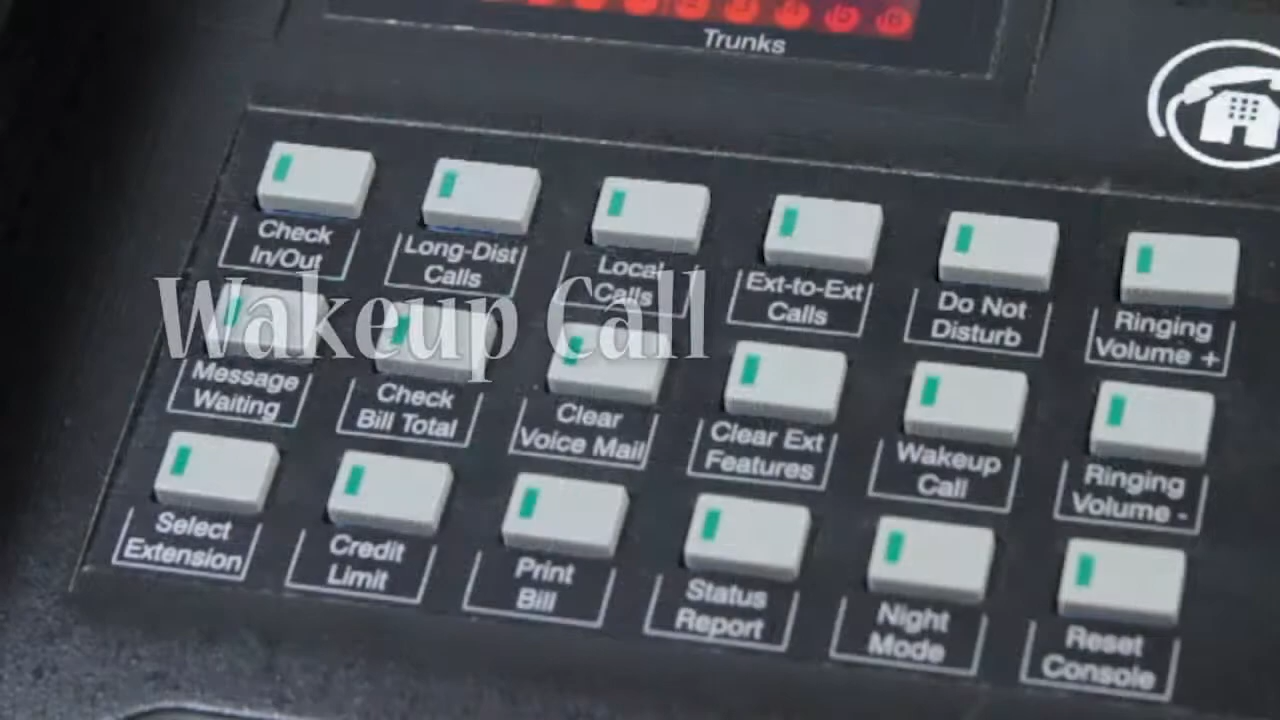 Trunks
Check
In/Out
Long-Dist
Calls
Local
Calls
Ext-to-Ext
Calls
Do Not
Disturb
Ringing
Volume +
Wakeup Call
Message
Waiting
Check
Bill Total
Clear
Voice Mail
Clear Ext
Features
Wakeup
Call
Ringing
Volume -
Select
Extension
Credit
Limit
Print
Bill
Status
Report
Night
Mode
Reset
Console